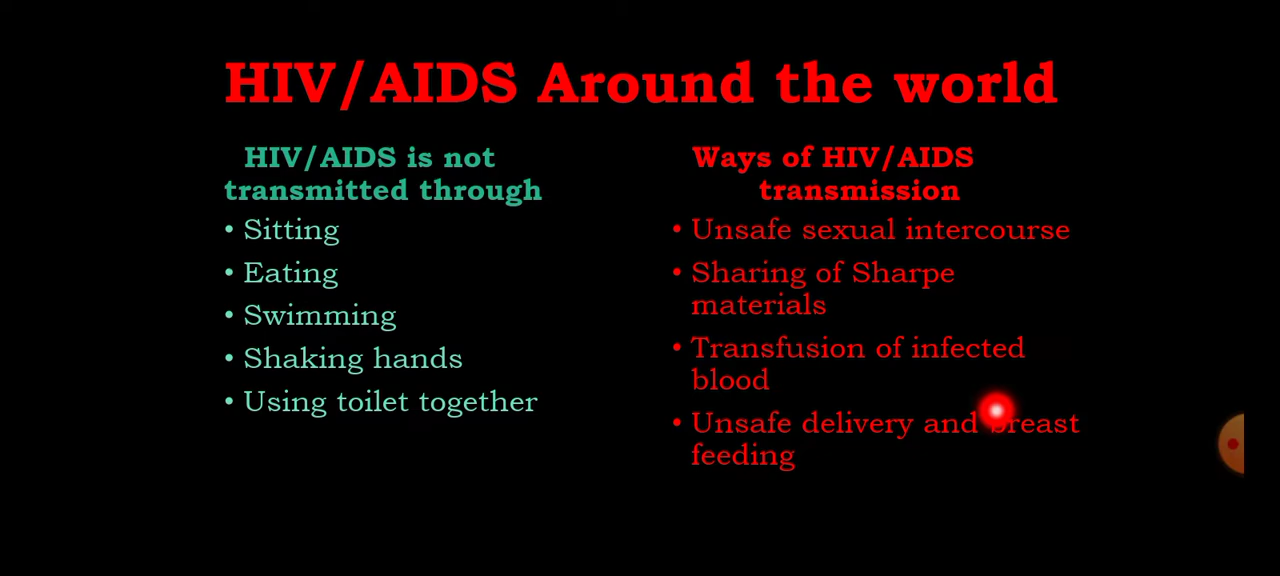 HIV/AIDS Around the world
HIV/AIDS is not
transmitted through
• Sitting
• Eating
• Swimming
• Shaking hands
• Using toilet together
Ways of HIV/AIDS
transmission
• Unsafe sexual intercourse
• Sharing of Sharpe
materials
• Transfusion of infected
blood
• Unsafe delivery and breast
feeding